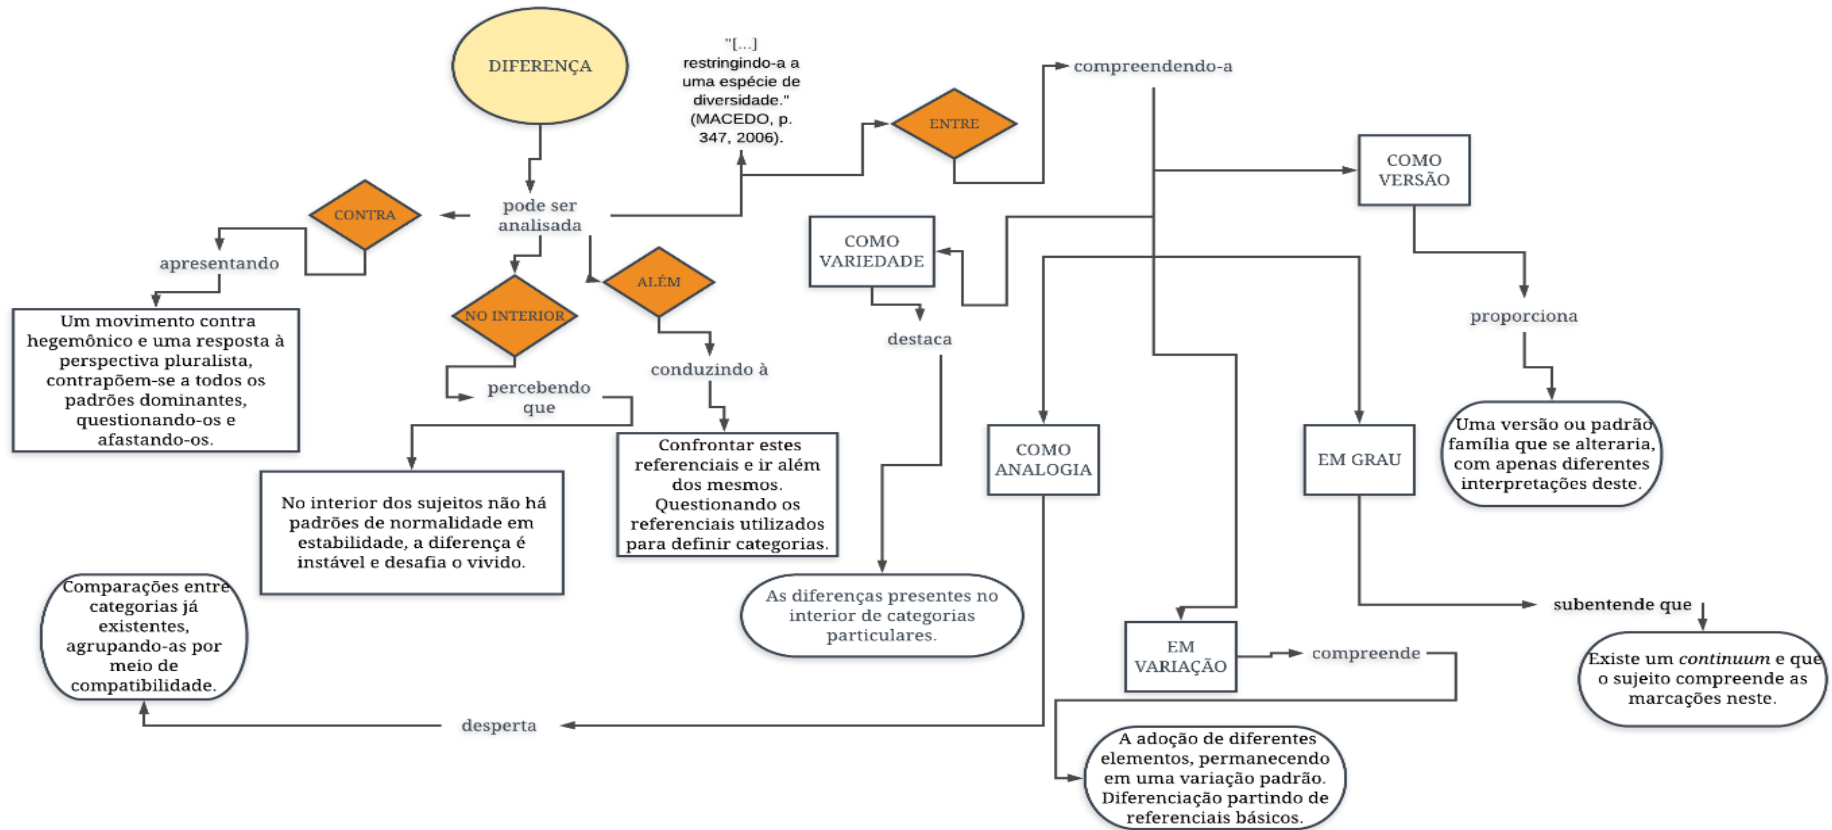 DIFERENÇA
"[...]
restringindo-a a
uma espécie de
diversidade."
(MACEDO, p.
347, 2006).
compreendendo-a
ENTRE
COMO
VERSÃO
pode ser
analisada
CONTRA
apresentando
COMO
VARIEDADE
ALÉM
NO INTERIOR
proporciona
destaca
Um movimento contra
hegemônico e uma resposta à
perspectiva pluralista,
contrapõem-se a todos os
padrões dominantes,
questionando-os e
afastando-os.
percebendo
que
conduzindo à
No interior dos sujeitos não há
padrões de normalidade em
estabilidade, a diferença é
instável e desafia o vivido.
Confrontar estes
referenciais e ir além
dos mesmos.
Questionando os
referenciais utilizados
para definir categorias.
COMO
ANALOGIA
EM GRAU
Uma versão ou padrão
família que se alteraria,
com apenas diferentes
interpretações deste.
Comparações entre
categorias já
existentes,
agrupando-as por
meio de
compatibilidade.
As diferenças presentes no
interior de categorias
particulares.
EM
VARIAÇÃO
compreende
subentende que
Existe um continuum e que
o sujeito compreende as
marcações neste.
desperta
A adoção de diferentes
elementos, permanecendo
em uma variação padrão.
Diferenciação partindo de
referenciais básicos.